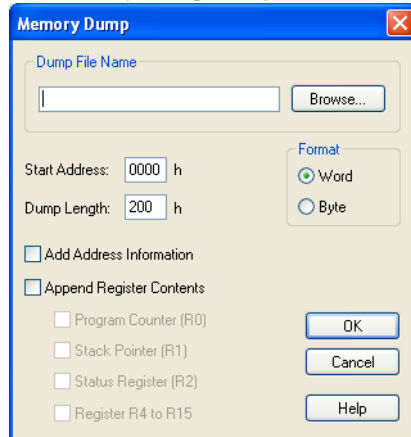 Memory Dump
Dump File Name
Browse...
Start Address: 0000 h
Dump Length: 200 h
Format
Word
Byte
Add Address Information
Append Register Contents
Program Counter (R0)
Stack Pointer (R1)
Status Register (R2)
Register R4 to R15
OK
Cancel
Help